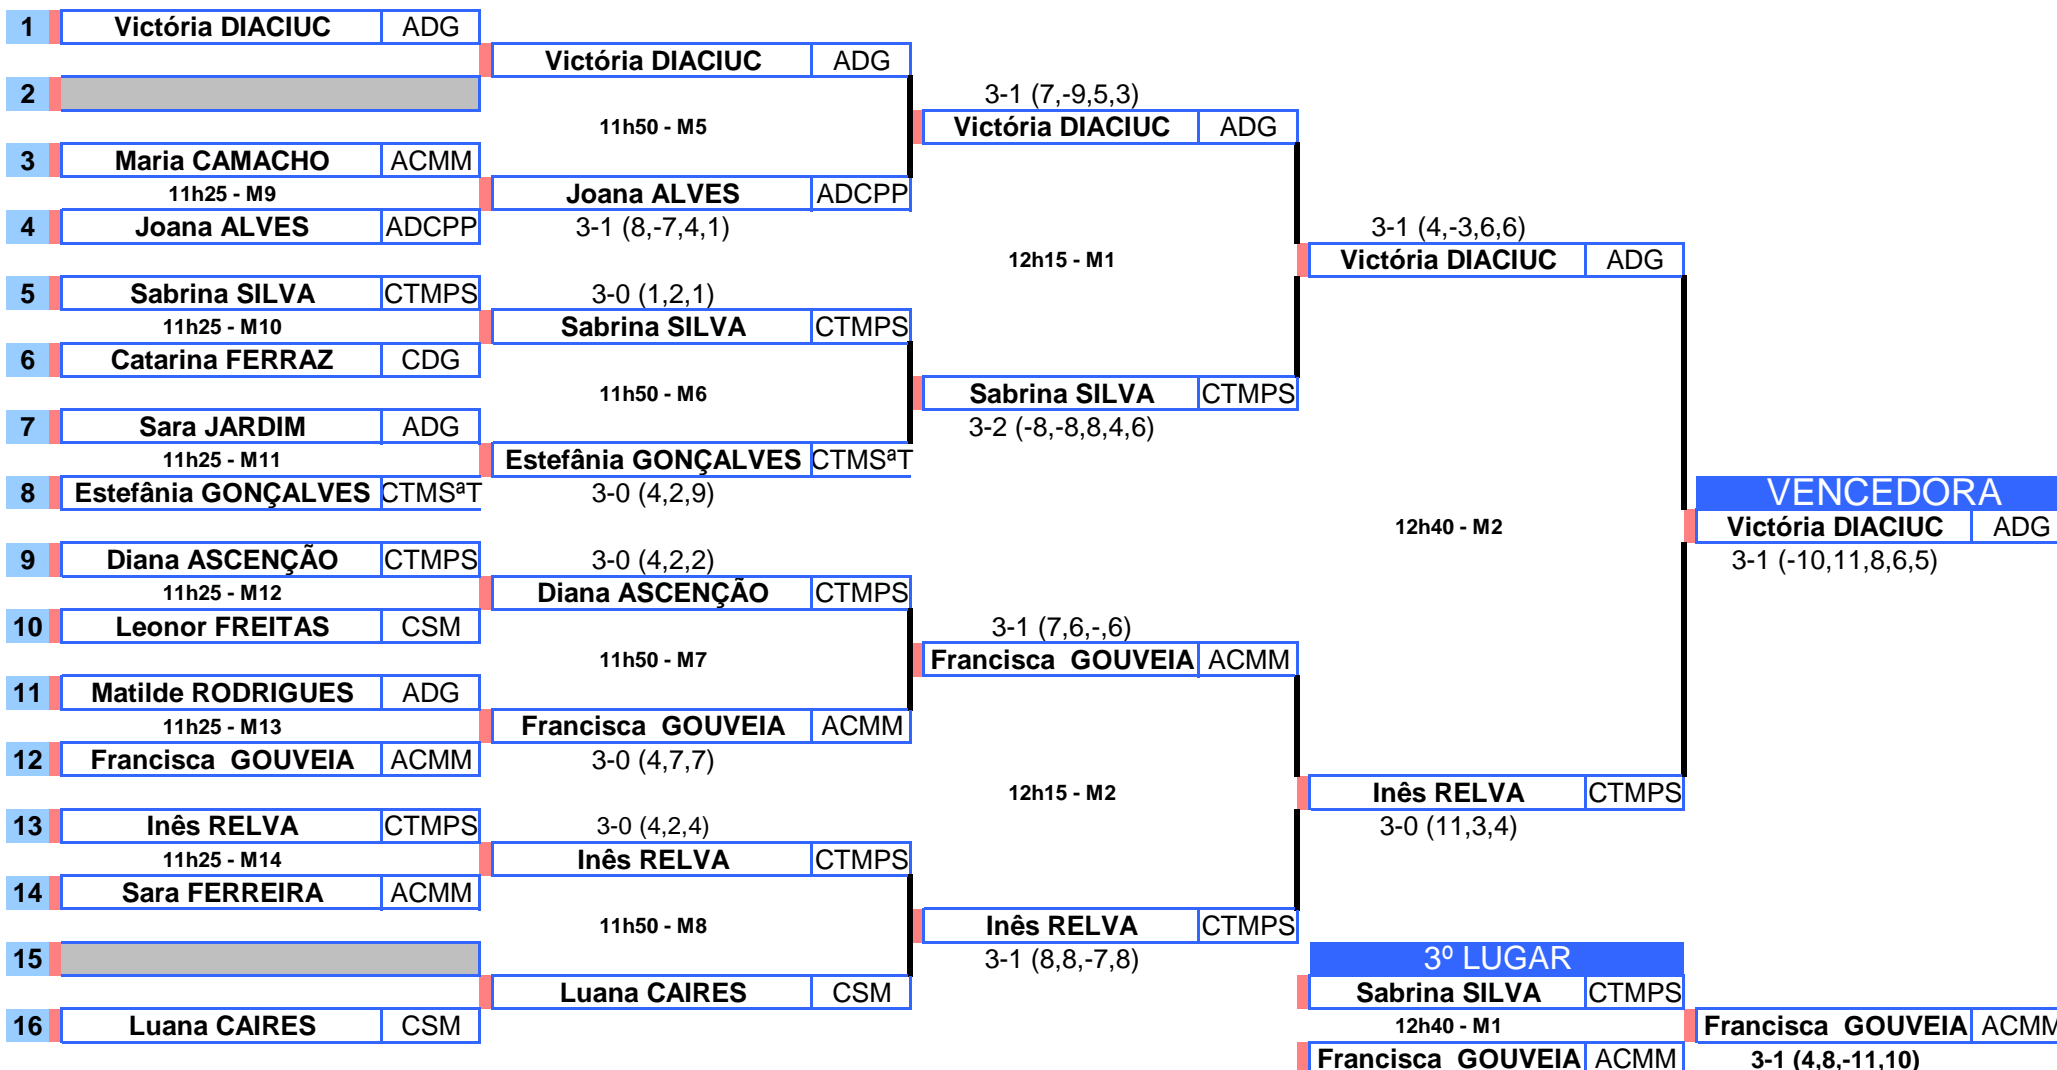 1 Victória DIACIUC ADG
Victória DIACIUC ADG
2 3-1 (7,-9,5,3)
11h50 - M5 Victória DIACIUC ADG
3 Maria CAMACHO ACMM
11h25 - M9 Joana ALVES ADCPP
4 Joana ALVES ADCPP 3-1 (8,-7,4,1) 3-1 (4,-3,6,6)
12h15 - M1 Victória DIACIUC ADG
5 Sabrina SILVA CTMPS 3-0 (1,2,1)
11h25 - M10 Sabrina SILVA CTMPS
6 Catarina FERRAZ CDG
11h50 - M6 Sabrina SILVA CTMPS
7 Sara JARDIM ADG 3-2 (-8,-8,8,4,6)
11h25 - M11 Estefânia GONÇALVES CTMSªT
8 Estefânia GONÇALVES CTMSªT 3-0 (4,2,9) VENCEDORA
12h40 - M2 Victória DIACIUC ADG
9 Diana ASCENÇÃO CTMPS 3-0 (4,2,2) 3-1 (-10,11,8,6,5)
11h25 - M12 Diana ASCENÇÃO CTMPS
10 Leonor FREITAS CSM 3-1 (7,6,-,6)
11h50 - M7 Francisca GOUVEIA ACMM
11 Matilde RODRIGUES ADG
11h25 - M13 Francisca GOUVEIA ACMM
12 Francisca GOUVEIA ACMM 3-0 (4,7,7)
12h15 - M2 Inês RELVA CTMPS
13 Inês RELVA CTMPS 3-0 (4,2,4) 3-0 (11,3,4)
11h25 - M14 Inês RELVA CTMPS
14 Sara FERREIRA ACMM
11h50 - M8 Inês RELVA CTMPS
15 3-1 (8,8,-7,8) 3º LUGAR
Luana CAIRES CSM Sabrina SILVA CTMPS
16 Luana CAIRES CSM 12h40 - M1 Francisca GOUVEIA ACMM
Francisca GOUVEIA ACMM 3-1 (4,8,-11,10)